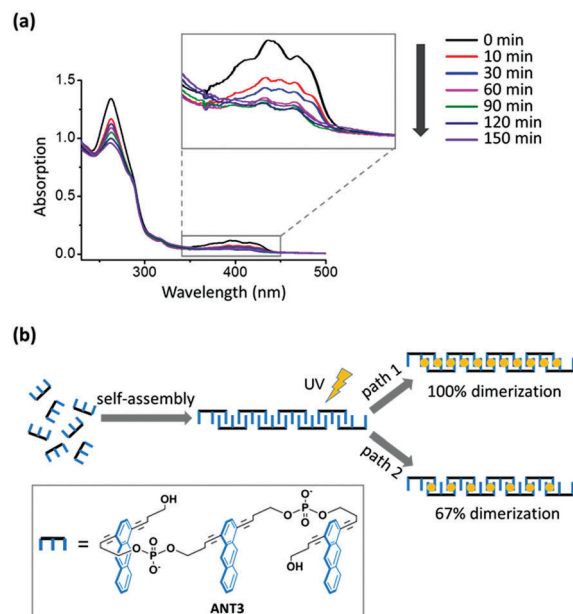 (a)
0 min
10 min
30 min
60 min
90 min
120 min
150 min
1.5
1.0
0.5
0.0
Absorption
300
400
500
Wavelength (nm)
(b)
self-assembly
UV
path 1
100% dimerization
path 2
67% dimerization
=
OH
O
O-P-O
O-
O
O-P-O
O-
OH
ANT3